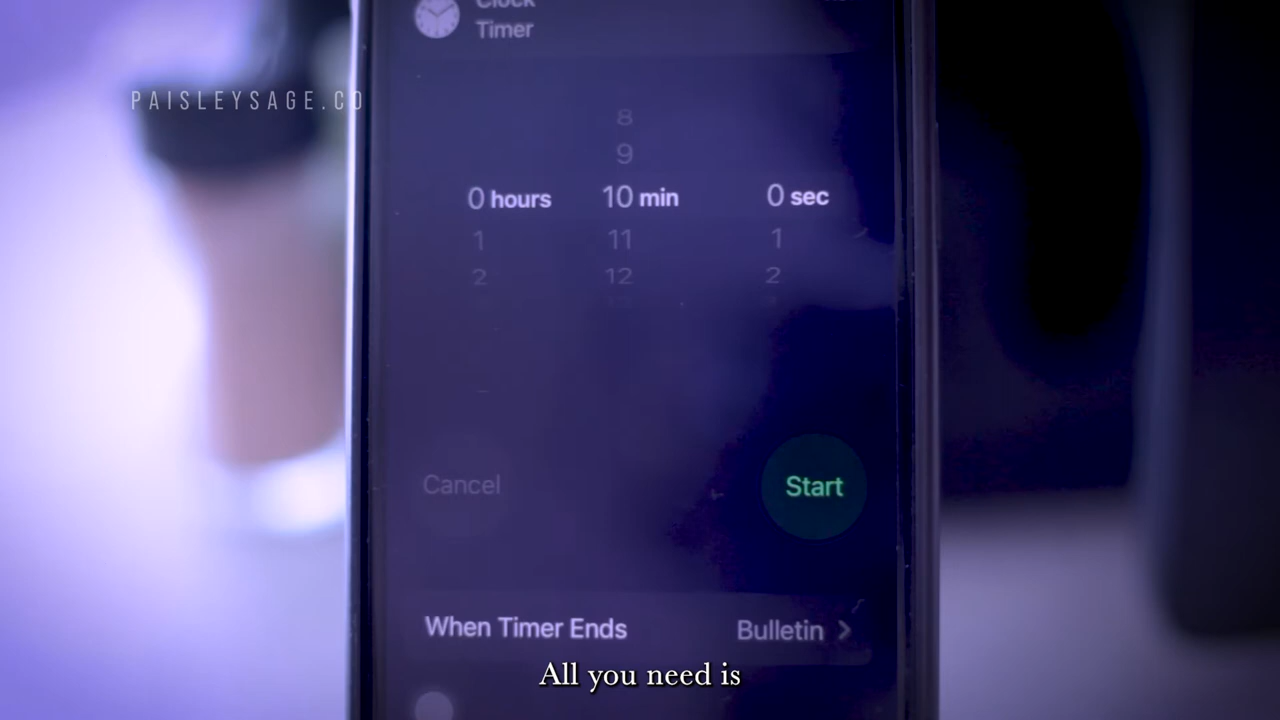 Clock
Timer
PAISLEYSAGE.CO
8
9
0 hours 10 min 0 sec
1 11 1
2 12 2
Cancel Start
When Timer Ends Bulletin >
All you need is